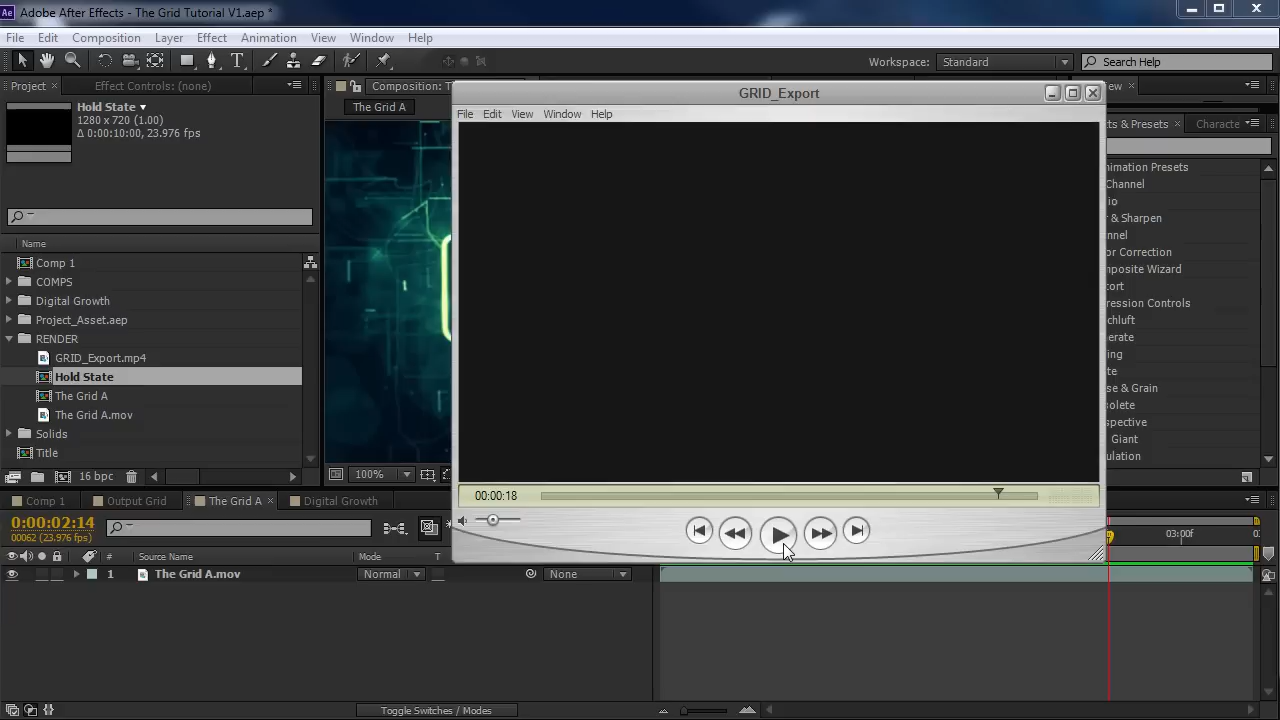 Ae Adobe After Effects - The Grid Tutorial V1.aep *
File Edit Composition Layer Effect Animation View Window Help
Workspace: Standard Search Help
Project Effect Controls: (none)
Hold State
1280 x 720 (1.00)
Δ 0:00:10:00, 23.976 fps
Name
Comp 1
COMPS
Digital Growth
Project_Asset.aep
RENDER
GRID_Export.mp4
Hold State
The Grid A
The Grid A.mov
Solids
Title
16 bpc
Composition: T
The Grid A
100%
GRID_Export
File Edit View Window Help
00:00:18
ew
ts & Presets Characte
nimation Presets
Channel
io
r & Sharpen
nnel
or Correction
mposite Wizard
tort
ression Controls
chluft
erate
ing
te
se & Grain
solete
spective
Giant
ulation
Comp 1 Output Grid The Grid A Digital Growth
0:00:02:14
00062 (23.976 fps)
03:00f
# Source Name Mode
1 The Grid A.mov Normal None
Toggle Switches / Modes